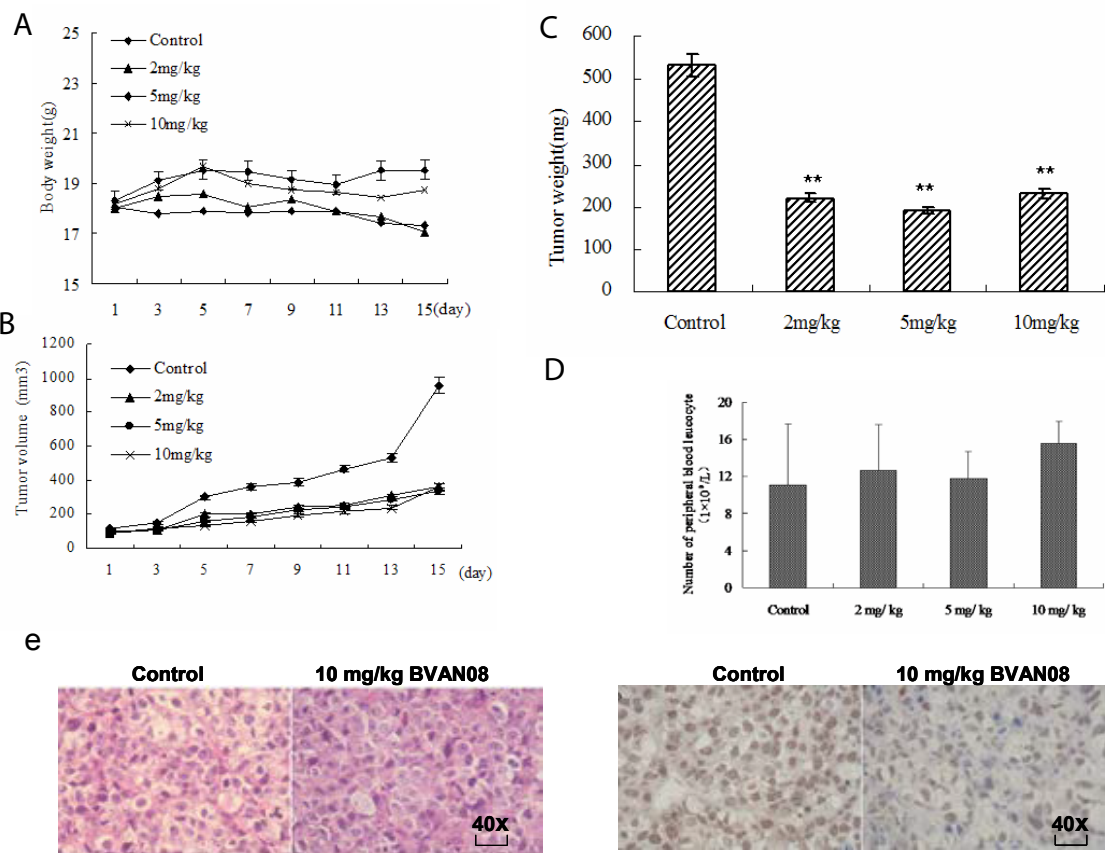 A
25
23
21
19
17
15
Body weight(g)
Control
2mg/kg
5mg/kg
10mg/kg
1 3 5 7 9 11 13 15(day)
B
1200
1000
800
600
400
200
0
Tumor volume (mm3)
Control
2mg/kg
5mg/kg
10mg/kg
1 3 5 7 9 11 13 15 (day)
C
600
500
400
300
200
100
0
Tumor weight(mg)
** ** **
Control 2mg/kg 5mg/kg 10mg/kg
D
20
16
12
8
4
0
Number of peripheral blood leucocyte
Control 2 mg/ kg 5 mg/ kg 10 mg/ kg
e
Control 10 mg/kg BVAN08
40X
Control 10 mg/kg BVAN08
40X